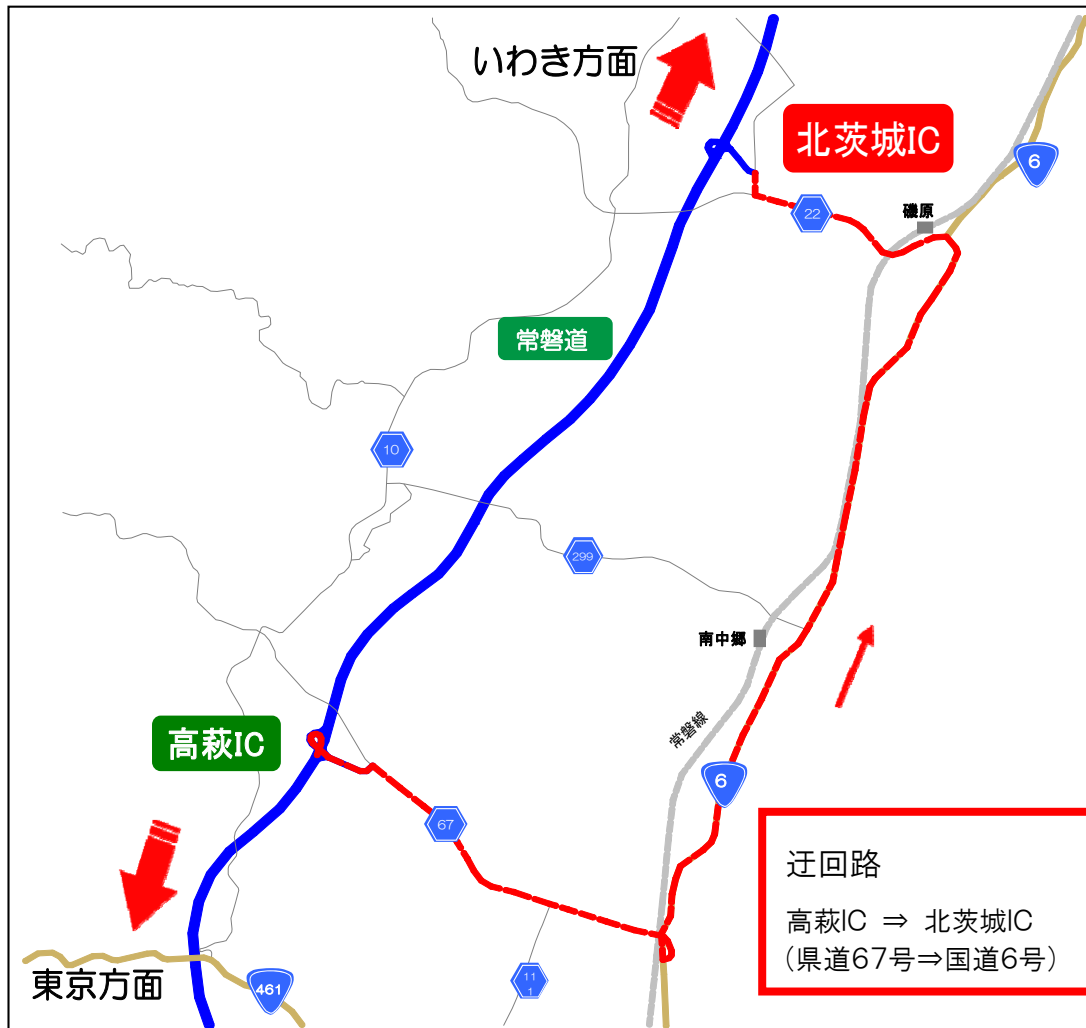 いわき方面
北茨城IC
6
磯原
22
常磐道
10
299
南中郷
常磐線
高萩IC
6
67
迂回路
高萩IC ⇒ 北茨城IC
(県道67号⇒国道6号)
東京方面
461
11
1